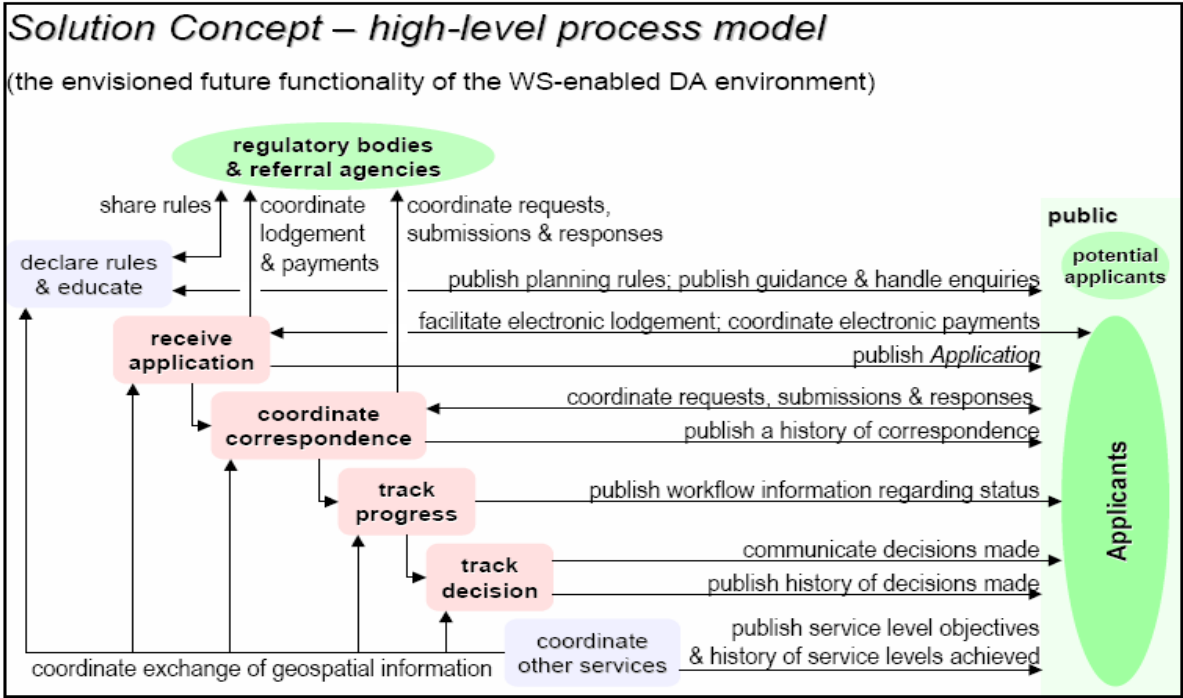 Solution Concept – high-level process model
(the envisioned future functionality of the WS-enabled DA environment)
regulatory bodies
& referral agencies
share rules
coordinate
lodgement
& payments
coordinate requests,
submissions & responses
public
potential
applicants
declare rules
& educate
publish planning rules; publish guidance & handle enquiries
receive
application
facilitate electronic lodgement; coordinate electronic payments
publish Application
coordinate
correspondence
coordinate requests, submissions & responses
publish a history of correspondence
Applicants
track
progress
publish workflow information regarding status
track
decision
communicate decisions made
publish history of decisions made
coordinate
other services
publish service level objectives
& history of service levels achieved
coordinate exchange of geospatial information